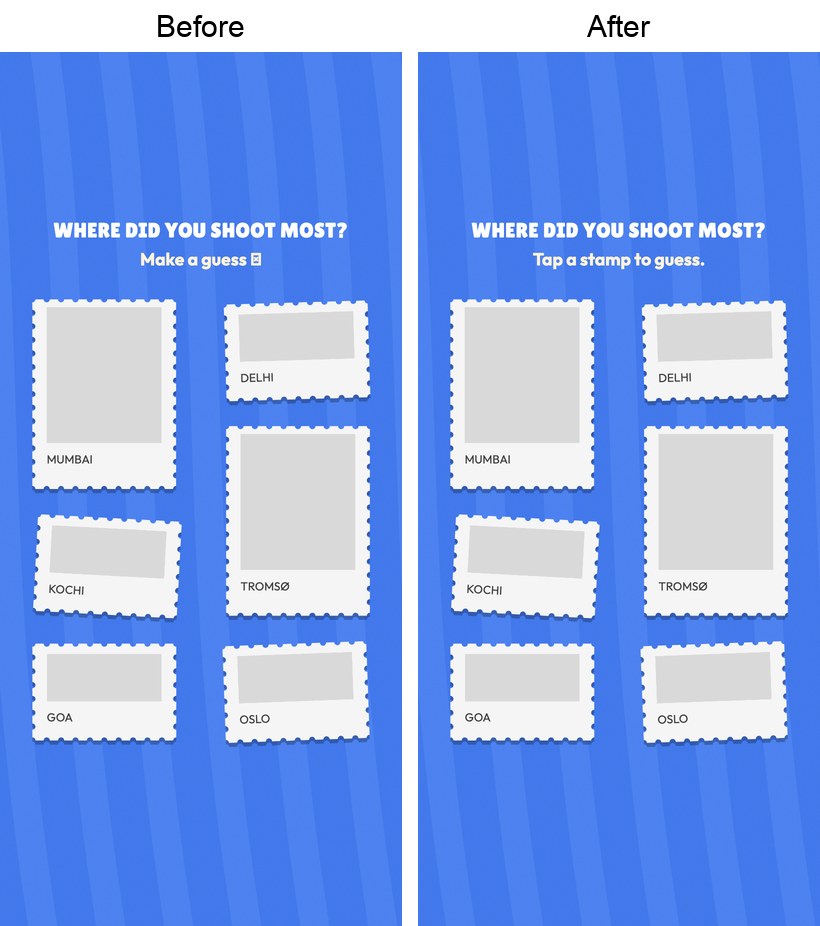 Before
After
WHERE DID YOU SHOOT MOST?
Make a guess
MUMBAI
DELHI
KOCHI
TROMSØ
GOA
OSLO
WHERE DID YOU SHOOT MOST?
Tap a stamp to guess.
MUMBAI
DELHI
KOCHI
TROMSØ
GOA
OSLO